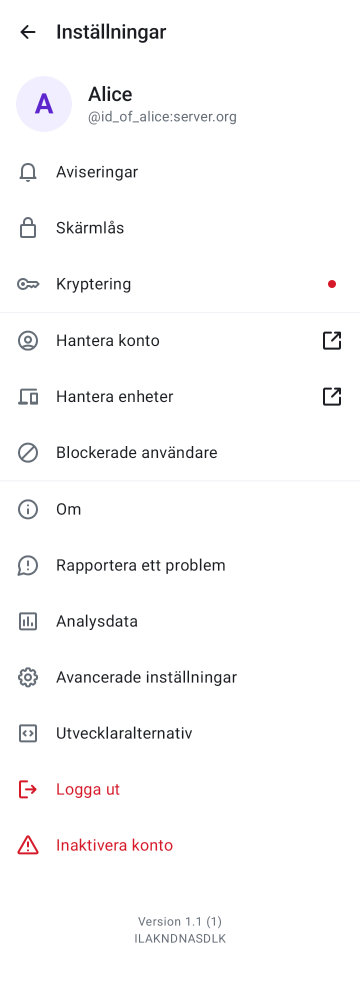 Inställningar
A
Alice
@id_of_alice:server.org
Aviseringar
Skärmlås
Kryptering
Hantera konto
Hantera enheter
Blockerade användare
Om
Rapportera ett problem
Analysdata
Avancerade inställningar
Utvecklaralternativ
Logga ut
Inaktivera konto
Version 1.1 (1)
ILAKNDNASDLK